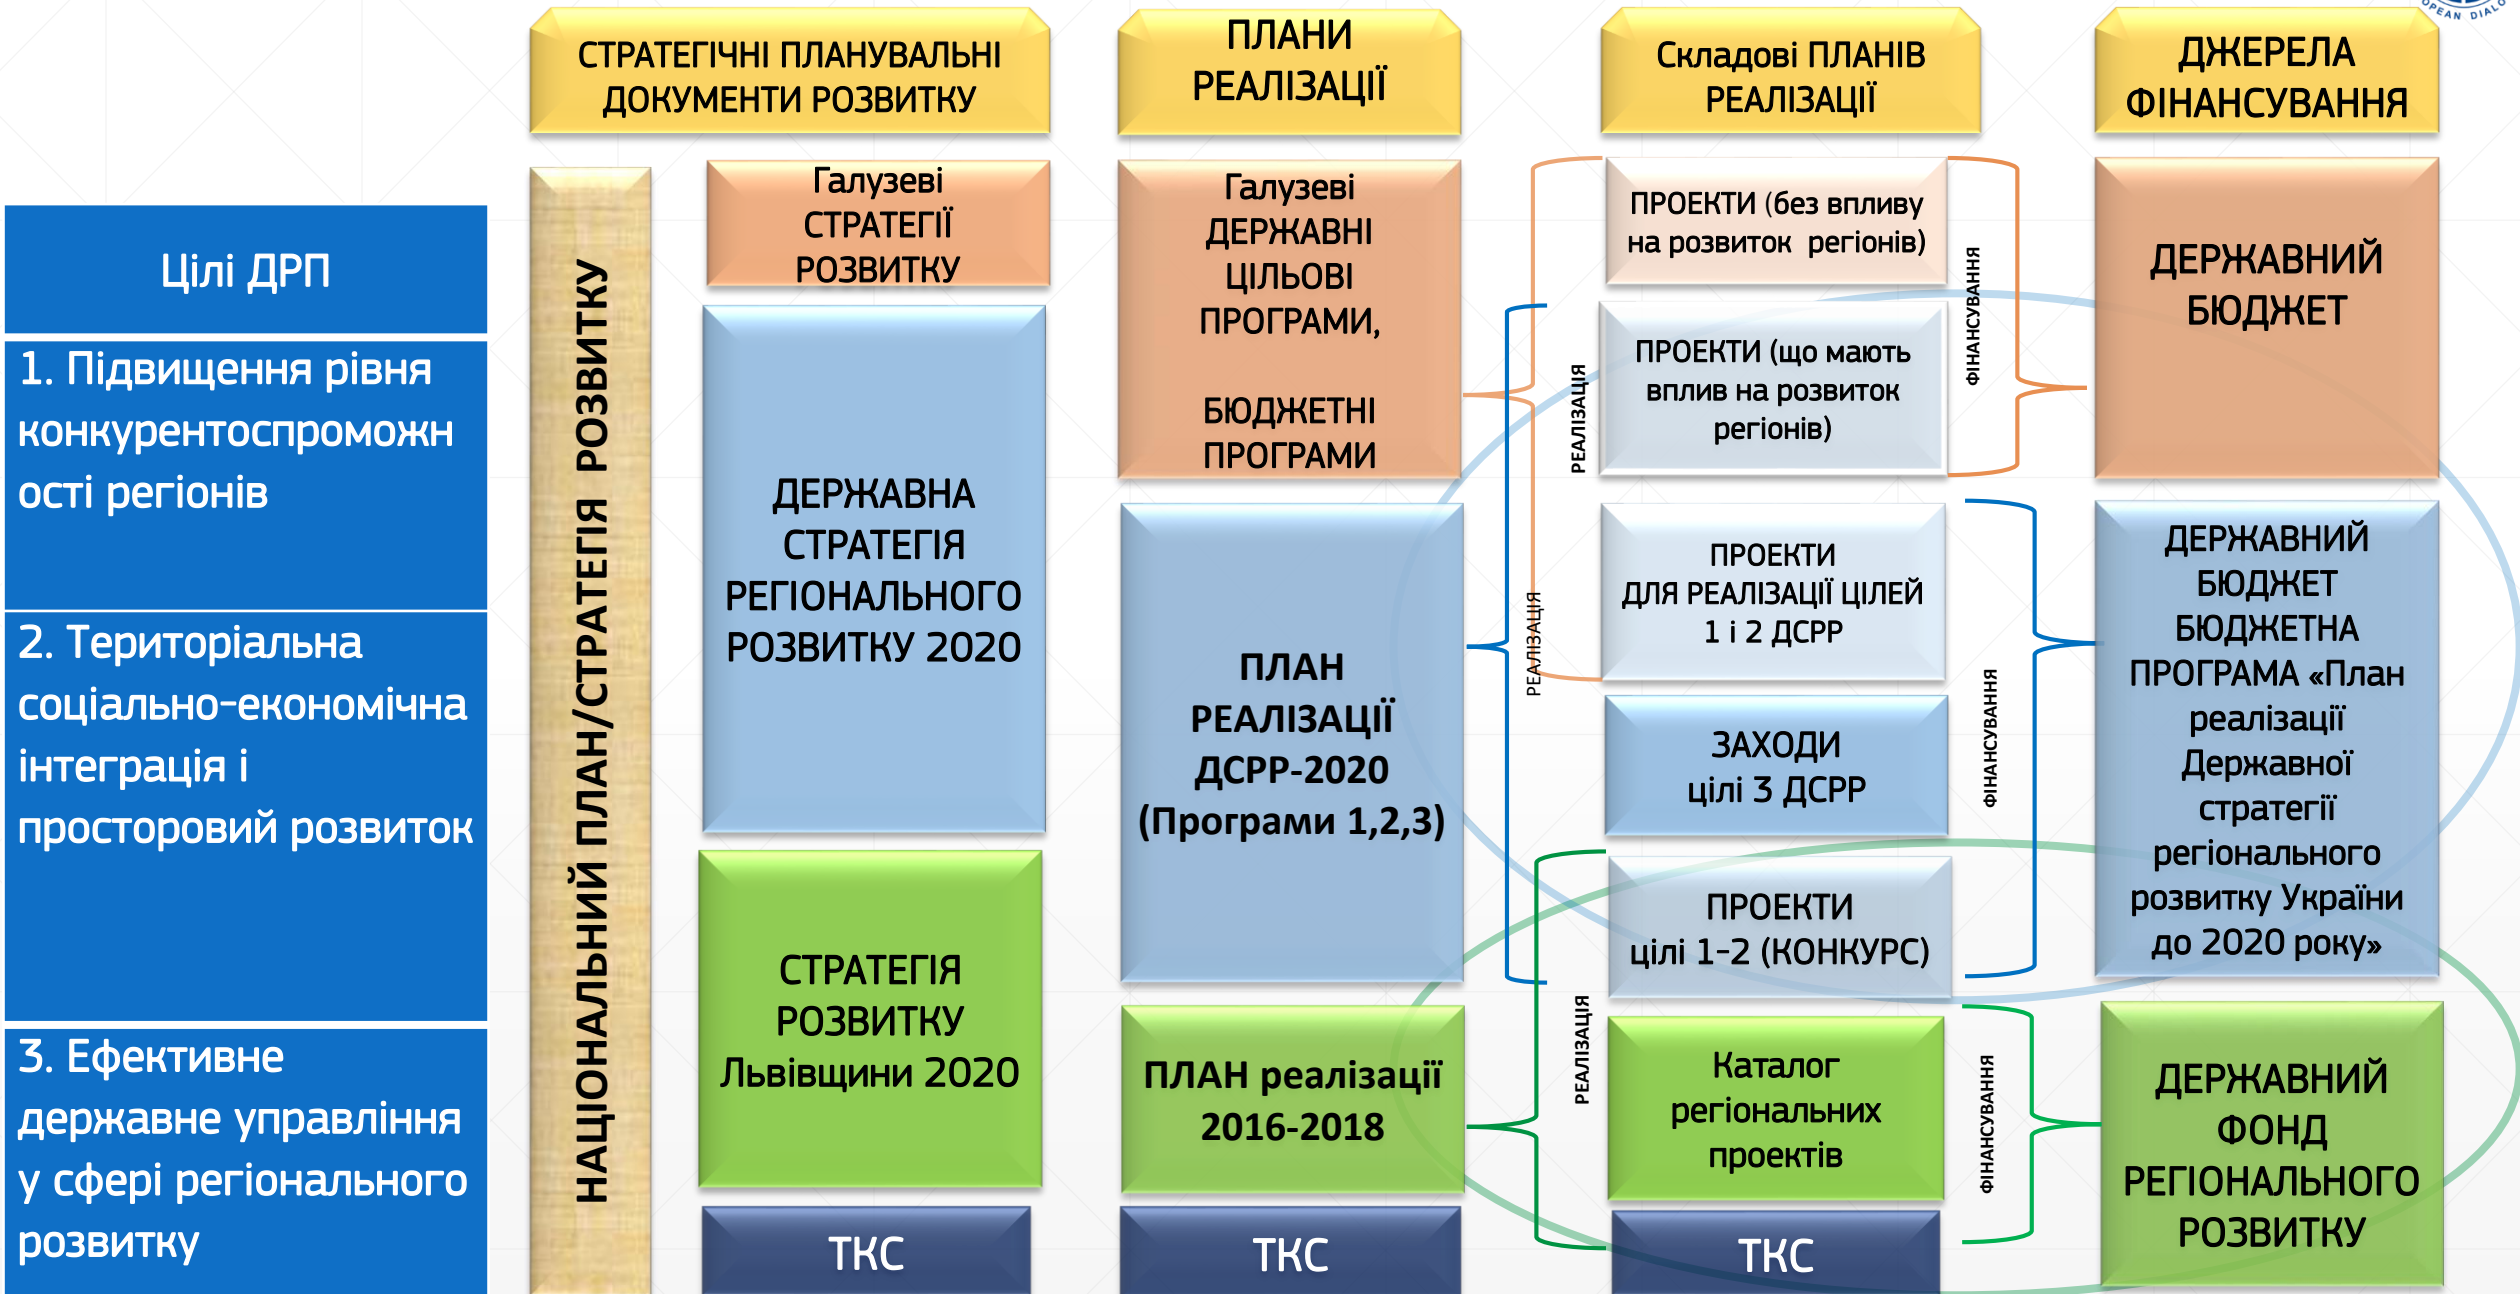 OPEAN DIALO
СТРАТЕГІЧНІ ПЛАНУВАЛЬНІ
ДОКУМЕНТИ РОЗВИТКУ
ПЛАНИ
РЕАЛІЗАЦІЇ
Складові ПЛАНІВ
РЕАЛІЗАЦІЇ
ДЖЕРЕЛА
ФІНАНСУВАННЯ
Цілі ДРП
1. Підвищення рівня
конкурентоспроможн
ості регіонів
2. Територіальна
соціально-економічна
інтеграція і
просторовий розвиток
3. Ефективне
державне управління
у сфері регіонального
розвитку
НАЦІОНАЛЬНИЙ ПЛАН/СТРАТЕГІЯ РОЗВИТКУ
Галузеві
СТРАТЕГІЇ
РОЗВИТКУ
ДЕРЖАВНА
СТРАТЕГІЯ
РЕГІОНАЛЬНОГО
РОЗВИТКУ 2020
СТРАТЕГІЯ
РОЗВИТКУ
Львівщини 2020
ТКС
Галузеві
ДЕРЖАВНІ
ЦІЛЬОВІ
ПРОГРАМИ,
БЮДЖЕТНІ
ПРОГРАМИ
ПЛАН
РЕАЛІЗАЦІЇ
ДСРР-2020
(Програми 1,2,3)
ПЛАН реалізації
2016-2018
ТКС
РЕАЛІЗАЦІЯ
РЕАЛІЗАЦІЯ
РЕАЛІЗАЦІЯ
ПРОЕКТИ (без впливу
на розвиток регіонів)
ПРОЕКТИ (що мають
вплив на розвиток
регіонів)
ПРОЕКТИ
ДЛЯ РЕАЛІЗАЦІЇ ЦІЛЕЙ
1 і 2 ДСРР
ЗАХОДИ
цілі 3 ДСРР
ПРОЕКТИ
цілі 1-2 (КОНКУРС)
Каталог
регіональних
проектів
ТКС
ФІНАНСУВАННЯ
ФІНАНСУВАННЯ
ФІНАНСУВАННЯ
ДЕРЖАВНИЙ
БЮДЖЕТ
ДЕРЖАВНИЙ
БЮДЖЕТ
БЮДЖЕТНА
ПРОГРАМА «План
реалізації
Державної
стратегії
регіонального
розвитку України
до 2020 року»
ДЕРЖАВНИЙ
ФОНД
РЕГІОНАЛЬНОГО
РОЗВИТКУ